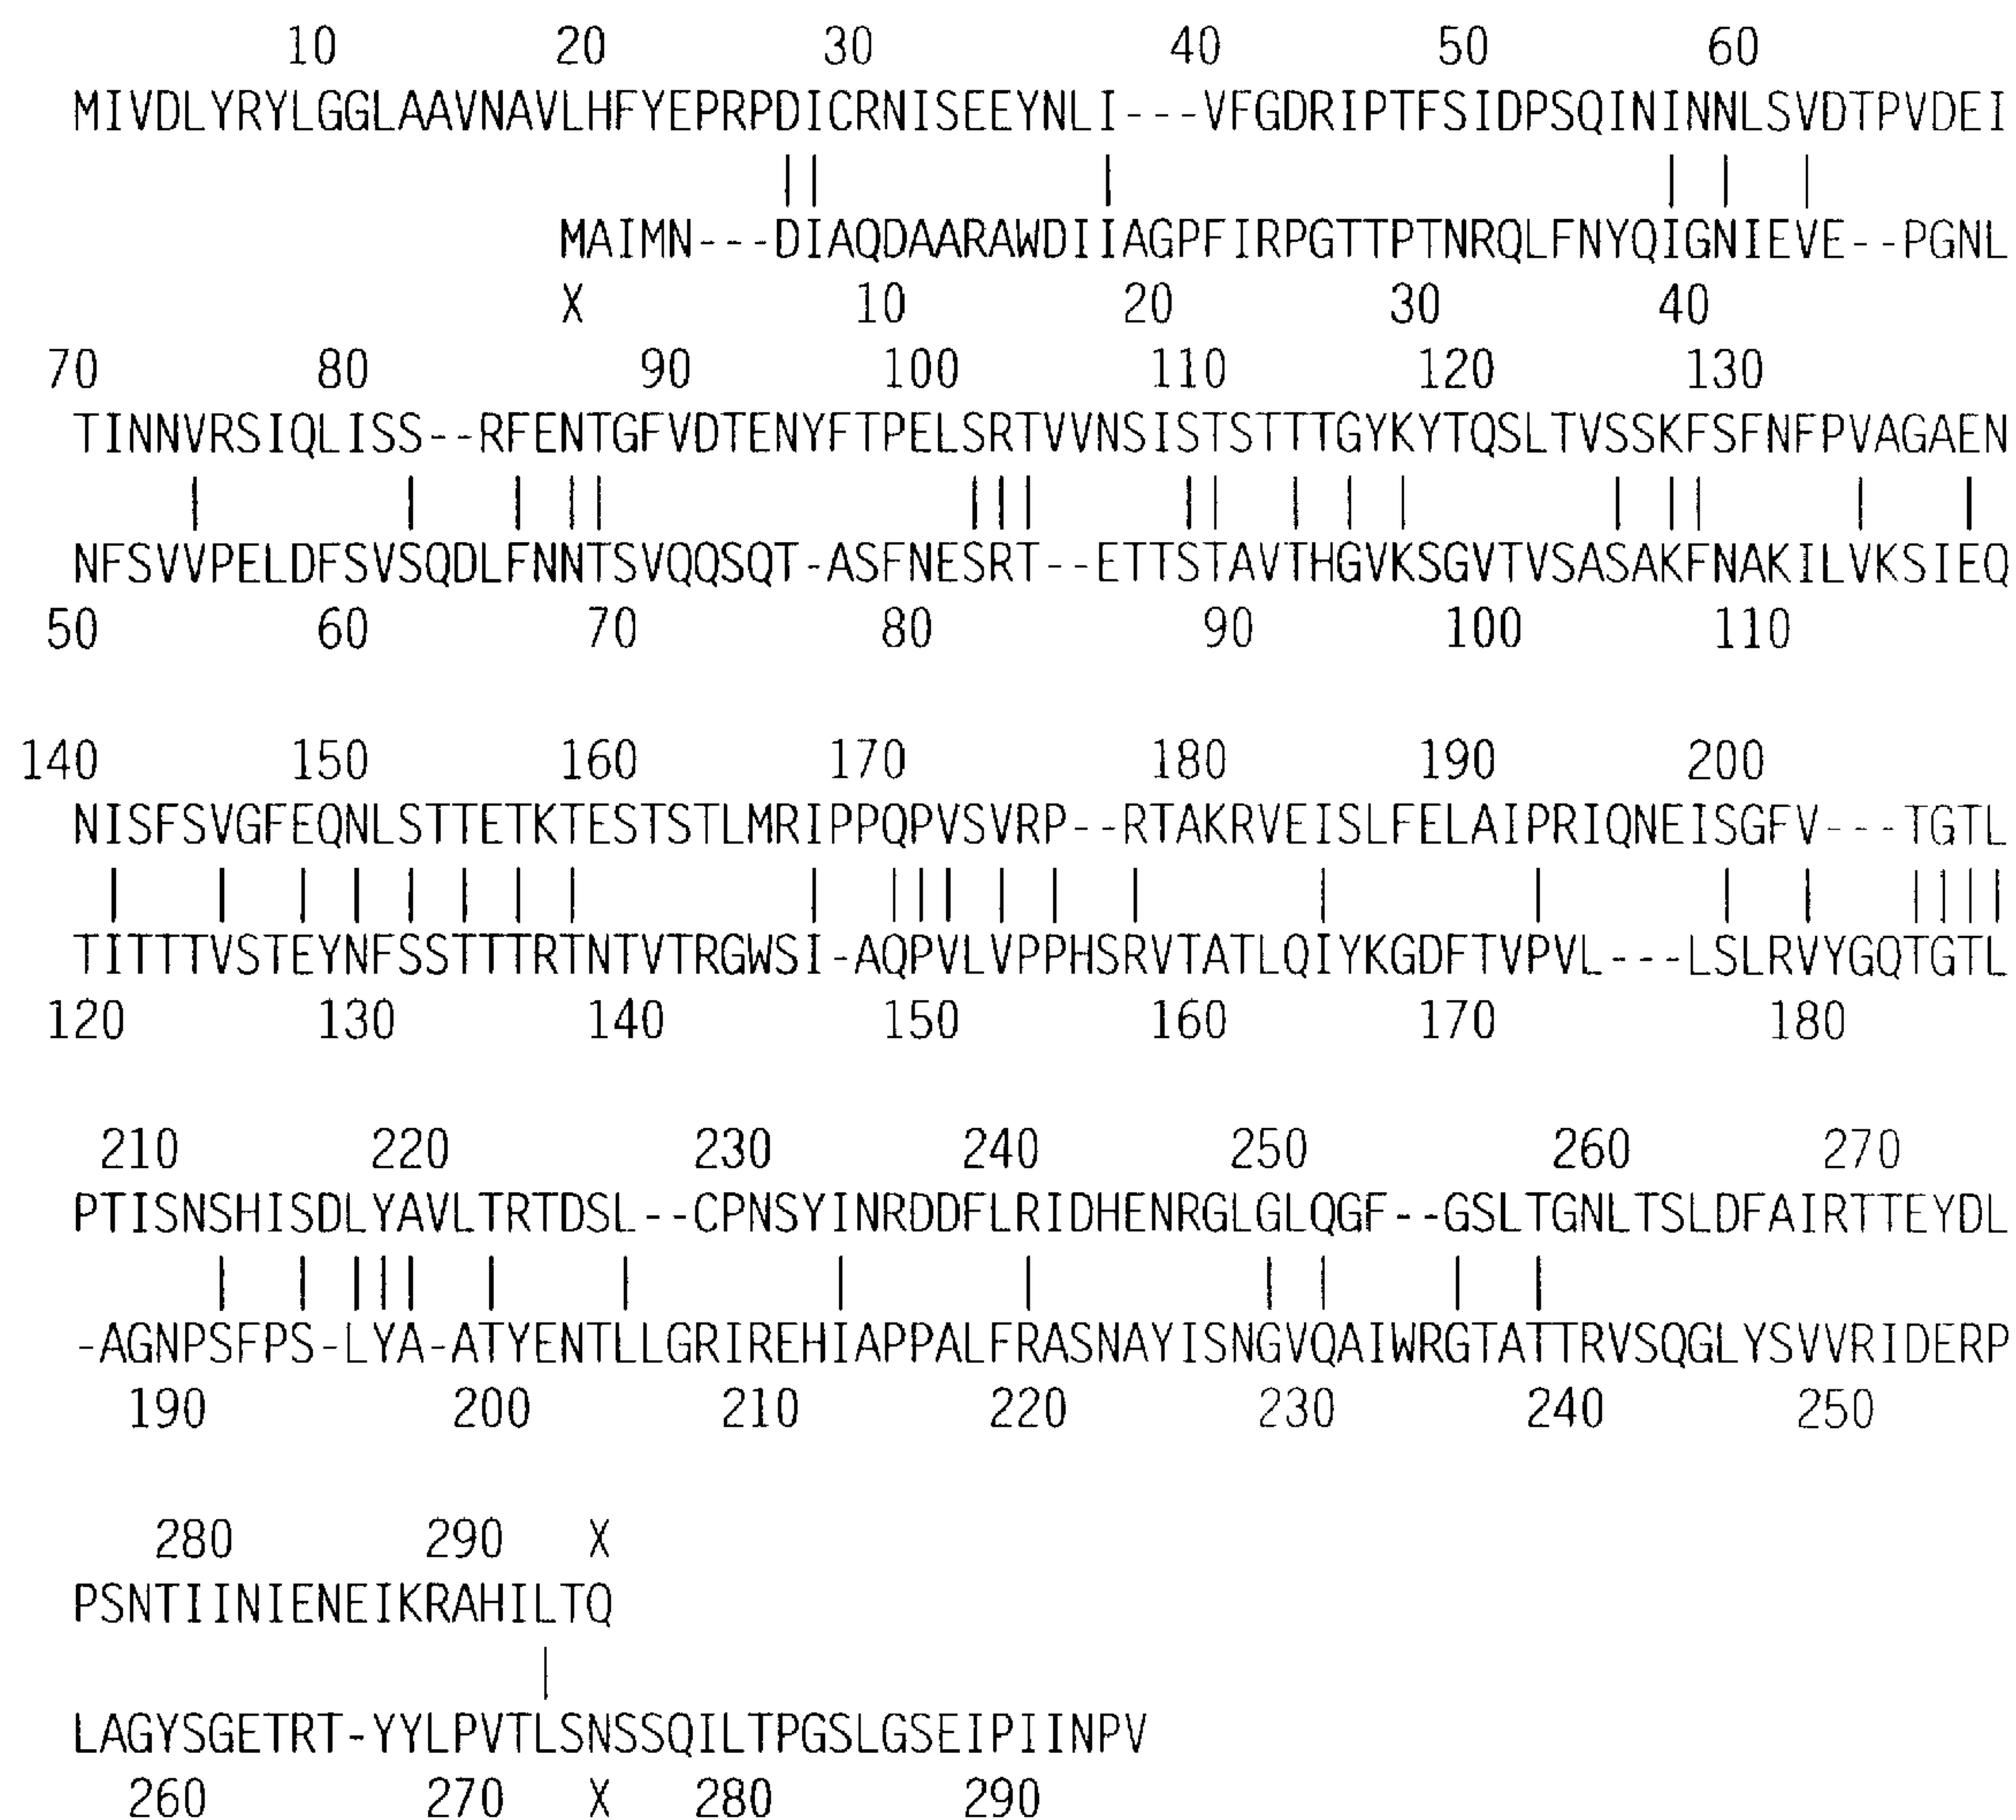 10 20 30 40 50 60
MIVDLYRYLGGLAAVNAVLHFYEPRPDICRNISEEYNLI---VFGDRIPTFSIDPSQINININNLSVDTPVDEI
MAIMN---DIAQDAARAWDIIAGPFIRPGTTPTNRQLFNYQIGNIEVE--PGNL
X 10 20 30 40
70 80 90 100 110 120 130
TINNVRSIQLISS--RFENTGFVDTENYFTPELSRTVVNSISTSTTTGYKYTQSLTVSSKFSFNFPVAGAEN
NFSVVPELDFSVSQDLFNNTSVQQSQT-ASFNESRT--ETTSTAVTHGVKSGVTVSASAKFNAKILVKSIEQ
50 60 70 80 90 100 110
140 150 160 170 180 190 200
NISFSVGFEQNLSTTETKTESTSTLMRIPPQPVSVRP--RTAKRVEISLFELAIPRIQNEISGFV---TGTL
TITTTVSTEYNFSSTTTRTNTVTRGWSI-AQPVLVPPHSRVTATLQIYKGDFTVPVL---LSLRVYGQTGTL
120 130 140 150 160 170 180
210 220 230 240 250 260 270
PTISNSHISDLYAVLTRTDSL--CPNSYINRDDFLRIDHENRGLGLQGF--GSLTGNLTSLDFAIRTTEYDL
-AGNPSFPS-LYA-ATYENTLLGRIREHIAPPALFRASNAYISNGVQAIWRGTATTRVSQGLYSVVRIDERP
190 200 210 220 230 240 250
280 290 X
PSNTIINIENEIKRAHILTQ
LAGYSGETRT-YYLPVTLSNSSQILTPGSLGSEIPIINPV
260 270 X 280 290